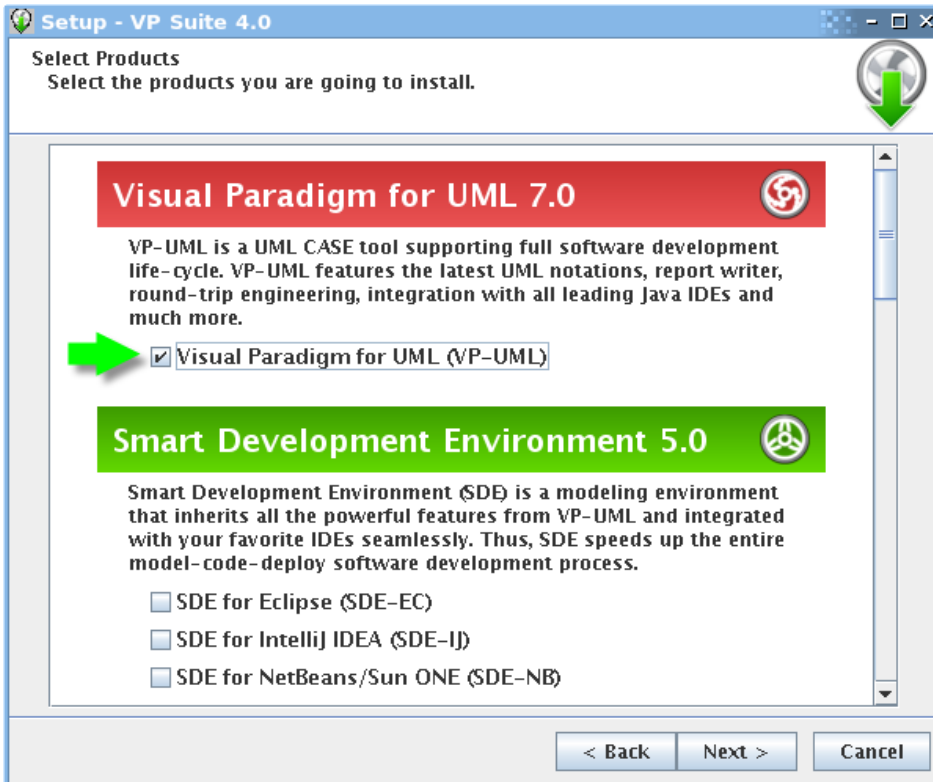 Setup - VP Suite 4.0
Select Products
Select the products you are going to install.
Visual Paradigm for UML 7.0
VP-UML is a UML CASE tool supporting full software development
life-cycle. VP-UML features the latest UML notations, report writer,
round-trip engineering, integration with all leading Java IDEs and
much more.
Visual Paradigm for UML (VP-UML)
Smart Development Environment 5.0
Smart Development Environment (SDE) is a modeling environment
that inherits all the powerful features from VP-UML and integrated
with your favorite IDEs seamlessly. Thus, SDE speeds up the entire
model-code-deploy software development process.
SDE for Eclipse (SDE-EC)
SDE for IntelliJ IDEA (SDE-IJ)
SDE for NetBeans/Sun ONE (SDE-NB)
< Back Next > Cancel